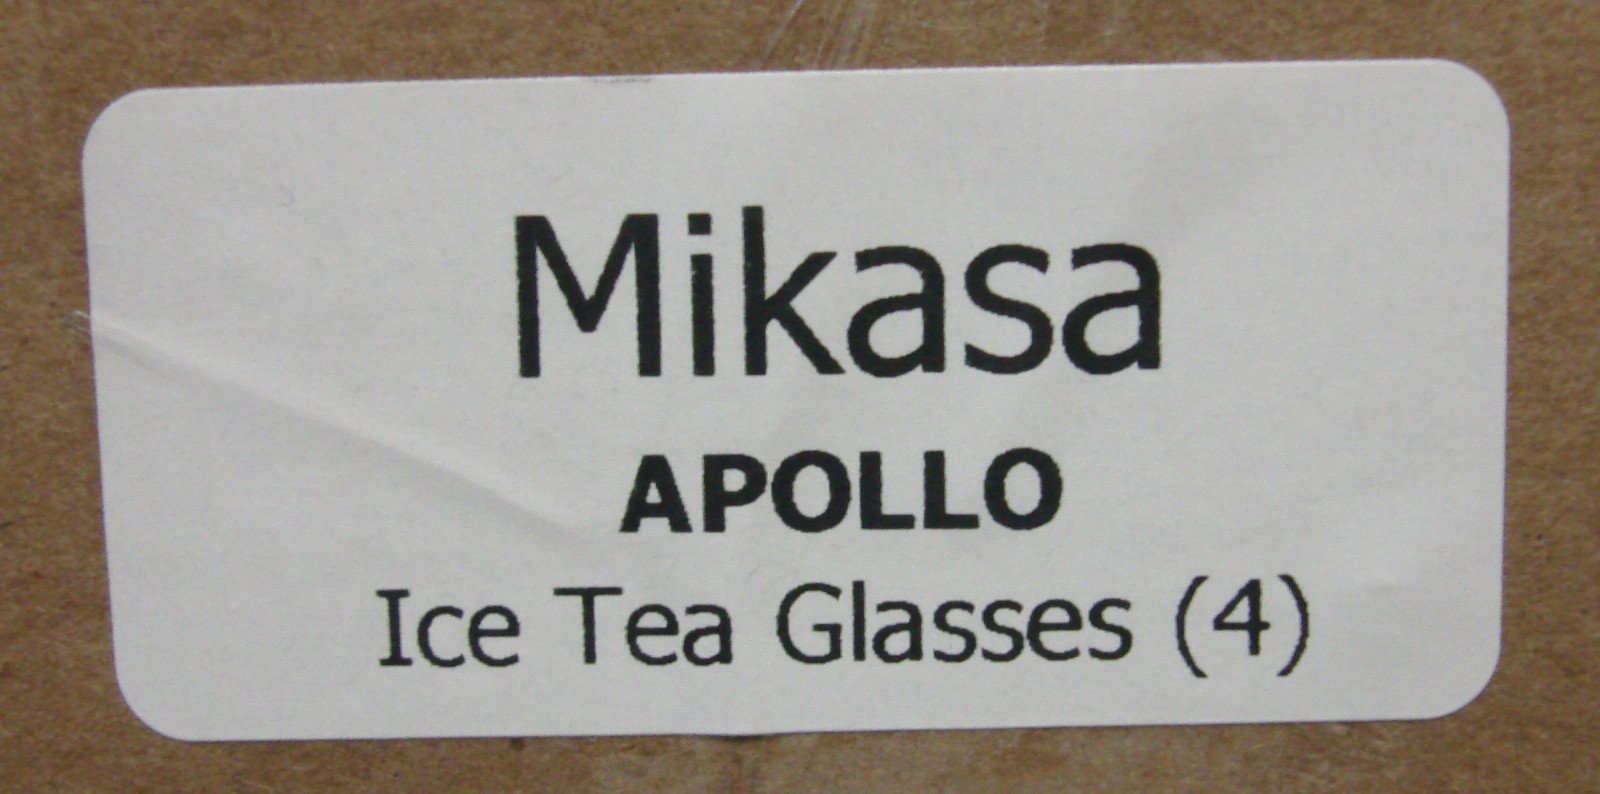 Mikasa
APOLLO
Ice Tea Glasses (4)